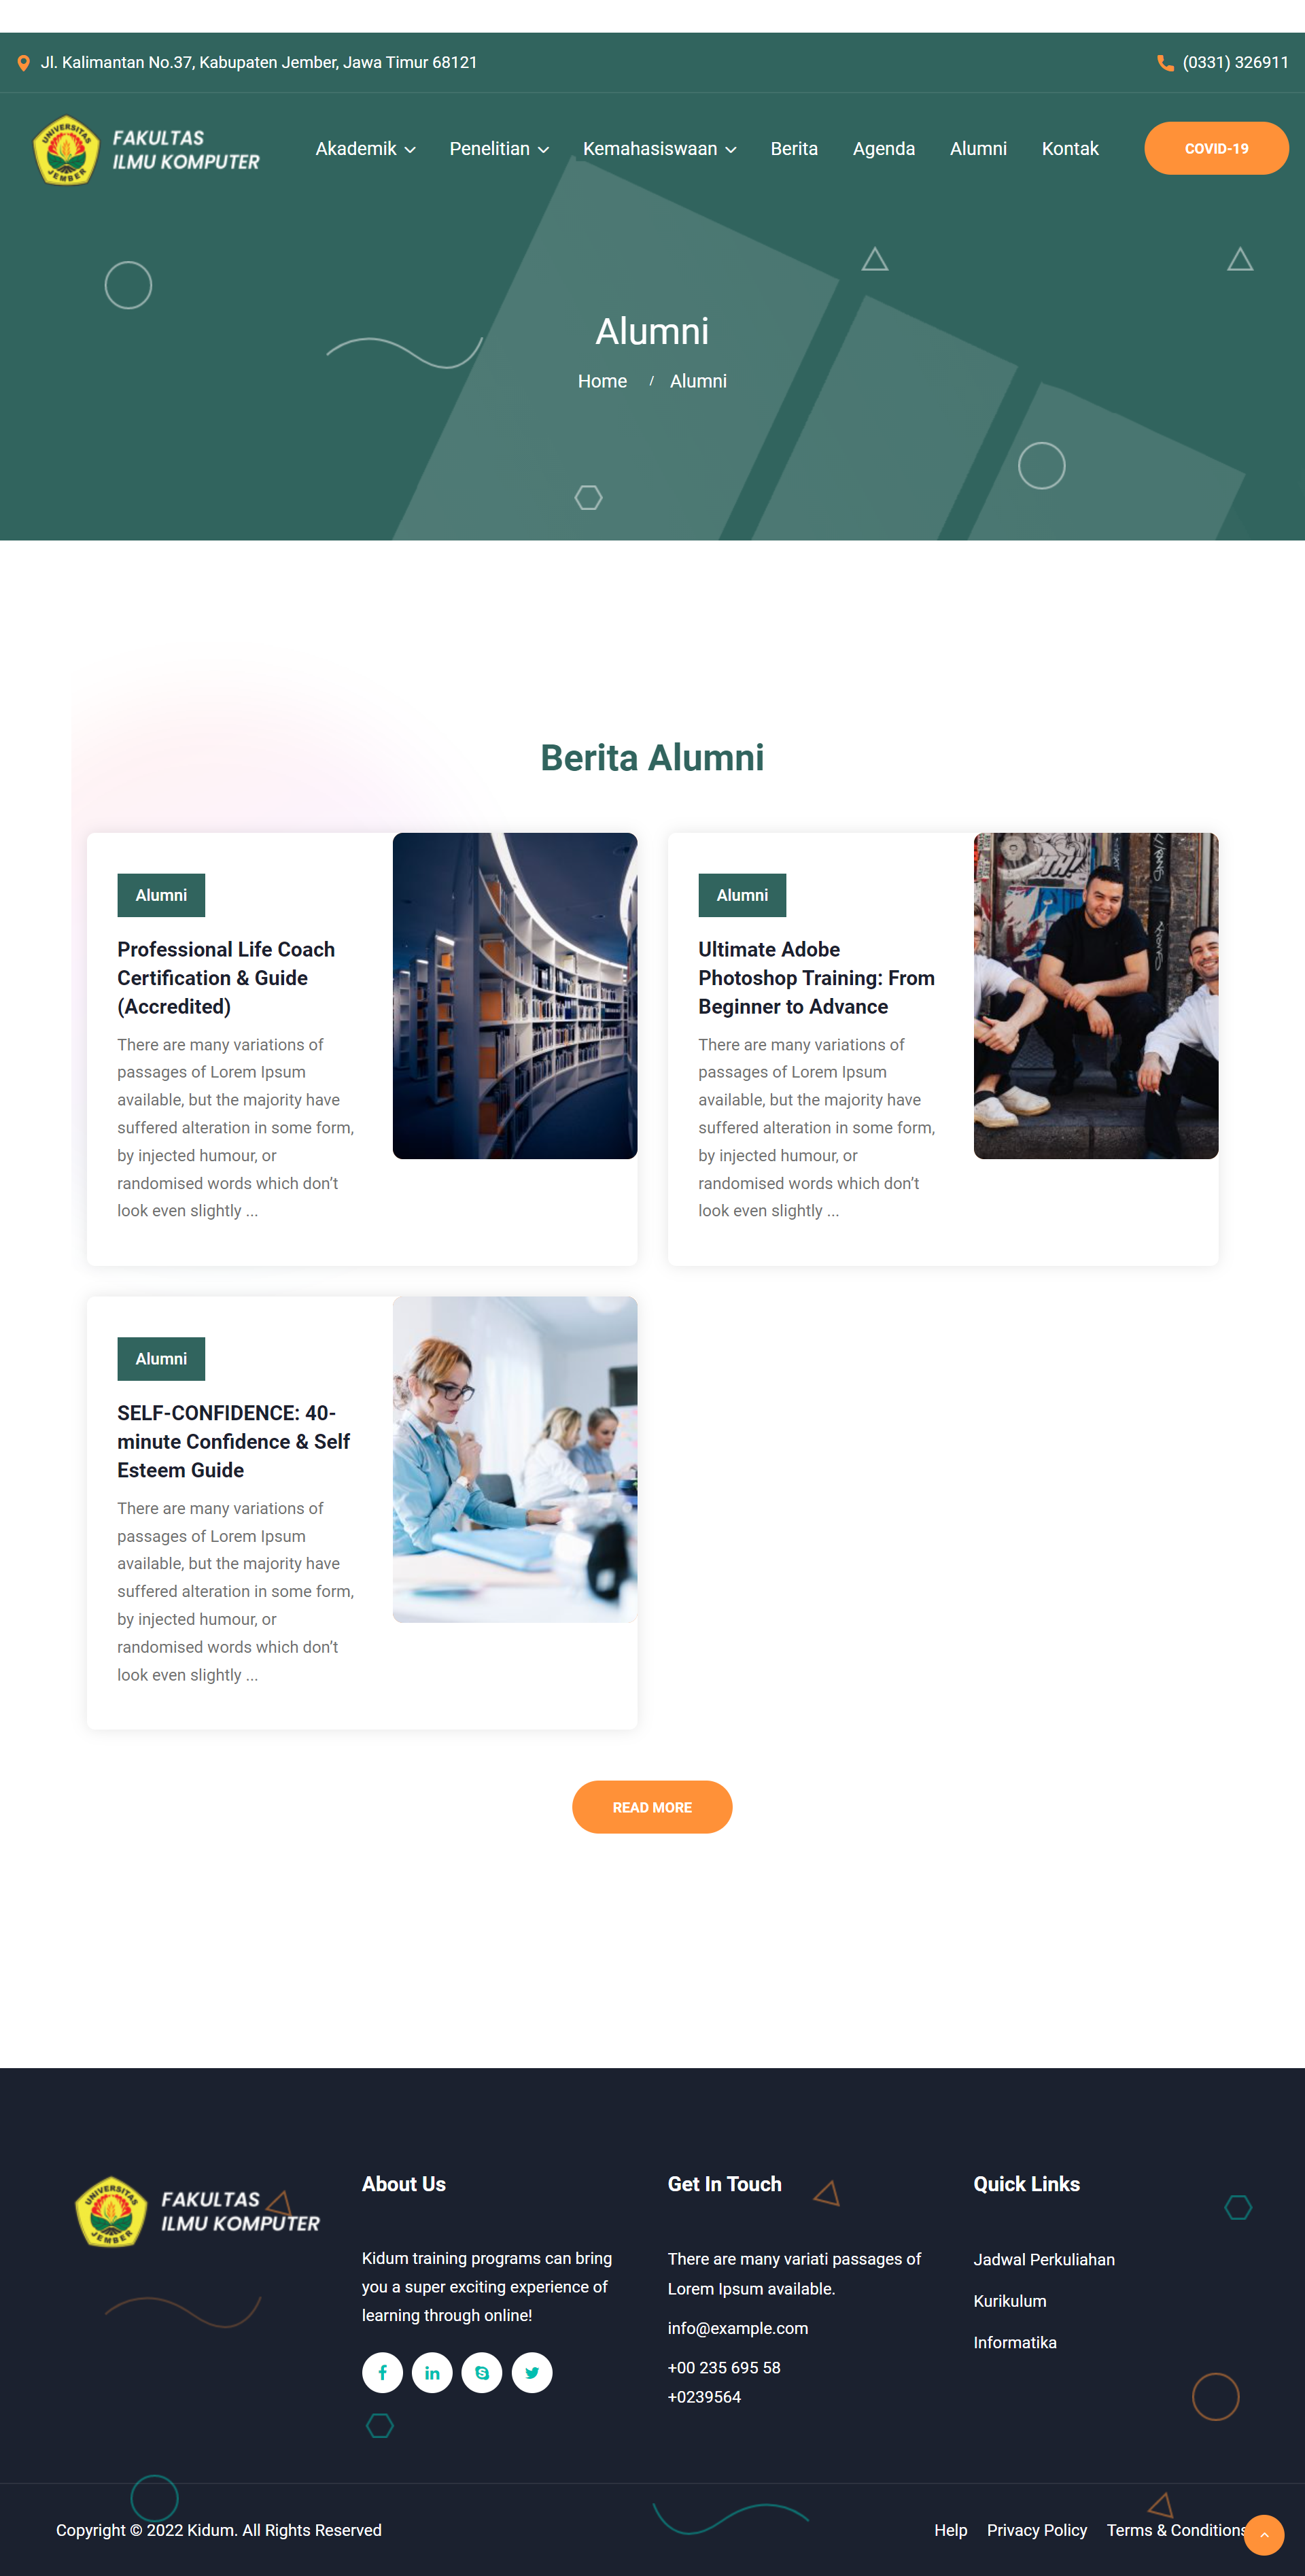 Jl. Kalimantan No.37, Kabupaten Jember, Jawa Timur 68121
(0331) 326911
UNIVERSITAS
JEMBER
FAKULTAS
ILMU KOMPUTER
Akademik
Penelitian
Kemahasiswaan
Berita
Agenda
Alumni
Kontak
COVID-19
Alumni
Home / Alumni
Berita Alumni
Alumni
Professional Life Coach
Certification & Guide
(Accredited)
There are many variations of
passages of Lorem Ipsum
available, but the majority have
suffered alteration in some form,
by injected humour, or
randomised words which don’t
look even slightly ...
Alumni
Ultimate Adobe
Photoshop Training: From
Beginner to Advance
There are many variations of
passages of Lorem Ipsum
available, but the majority have
suffered alteration in some form,
by injected humour, or
randomised words which don’t
look even slightly ...
Alumni
SELF-CONFIDENCE: 40-
minute Confidence & Self
Esteem Guide
There are many variations of
passages of Lorem Ipsum
available, but the majority have
suffered alteration in some form,
by injected humour, or
randomised words which don’t
look even slightly ...
READ MORE
UNIVERSITAS
JEMBER
FAKULTAS
ILMU KOMPUTER
About Us
Kidum training programs can bring
you a super exciting experience of
learning through online!
Get In Touch
There are many variati passages of
Lorem Ipsum available.
info@example.com
+00 235 695 58
+0239564
Quick Links
Jadwal Perkuliahan
Kurikulum
Informatika
Copyright © 2022 Kidum. All Rights Reserved
Help
Privacy Policy
Terms & Conditions